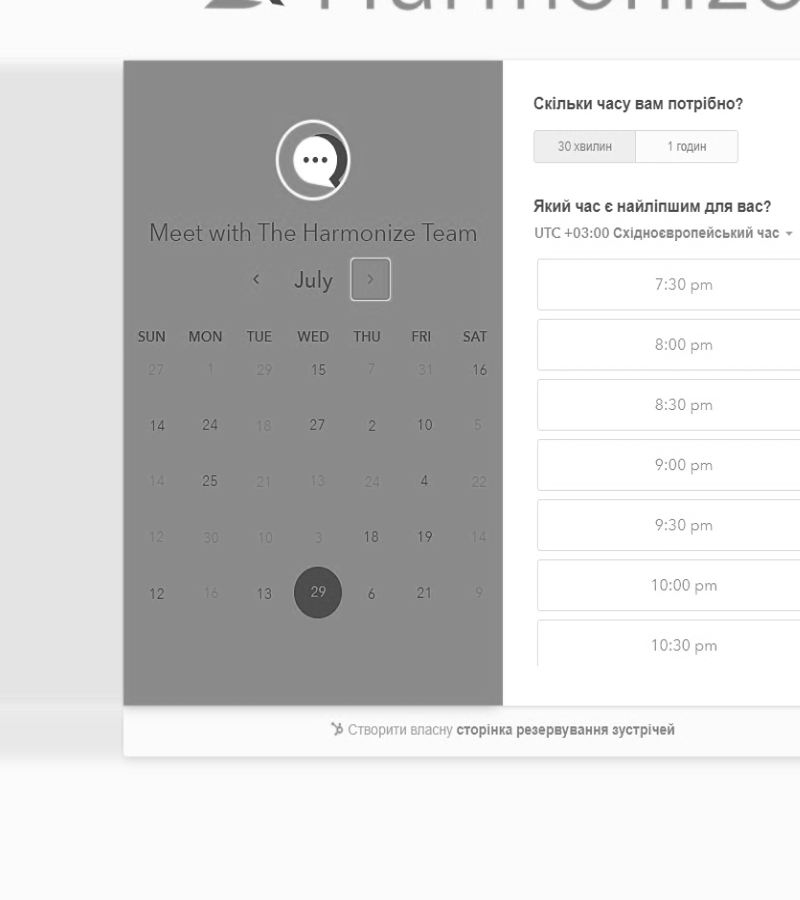 Harmonize
Meet with The Harmonize Team
July
SUN MON TUE WED THU FRI SAT
27 1 29 15 7 31 16
14 24 18 27 2 10 5
14 25 21 13 24 4 22
12 30 10 3 18 19 14
12 16 13 29 6 21 9
Скільки часу вам потрібно?
30 хвилин 1 годин
Який час є найліпшим для вас?
UTC +03:00 Східноєвропейський час
7:30 pm
8:00 pm
8:30 pm
9:00 pm
9:30 pm
10:00 pm
10:30 pm
Створити власну сторінка резервування зустрічей